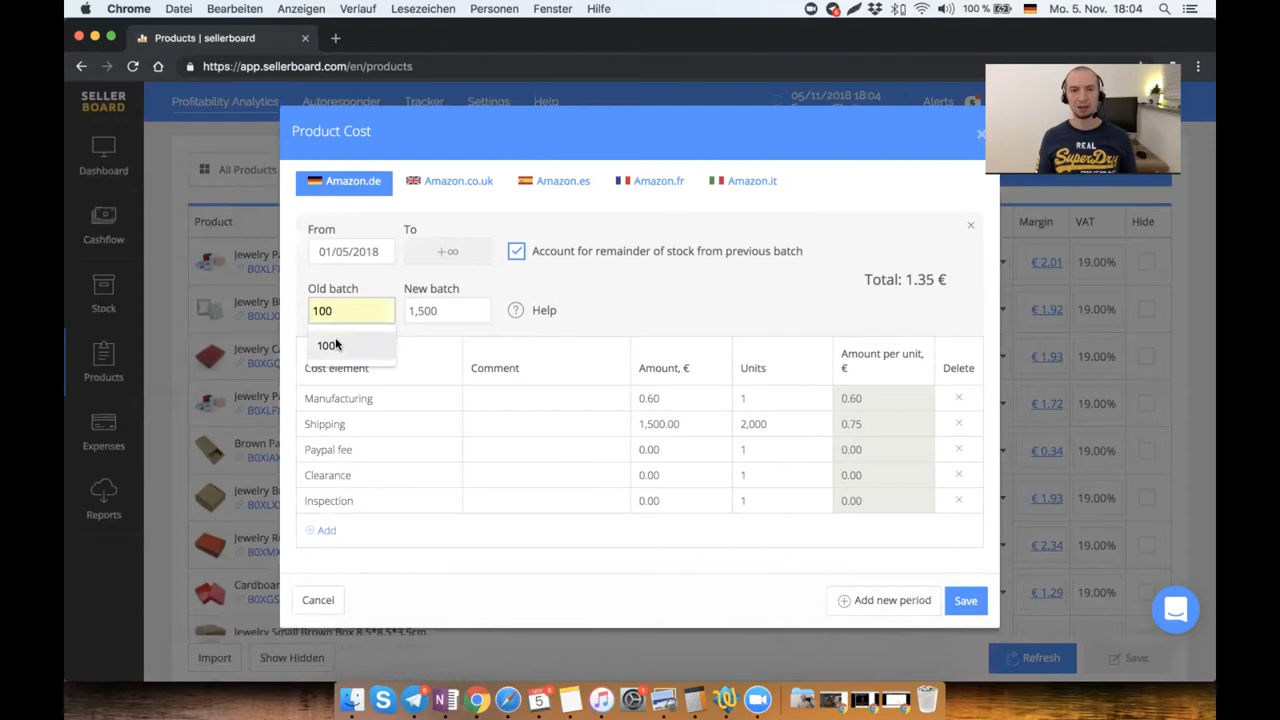 Chrome Datei Bearbeiten Anzeigen Verlauf Lesezeichen Personen Fenster Hilfe 100 % Mo. 5. Nov. 18:04
Products | sellerboard
https://app.sellerboard.com/en/products
SELLER
BOARD
Profitability Analytics Autoresponder Tracker Settings Help 05/11/2018 18:04 Alerts
Product Cost
REAL
SuperDry
Dashboard
All Products
Amazon.de Amazon.co.uk Amazon.es Amazon.fr Amazon.it
Product Margin VAT Hide
Cashflow
From To
01/05/2018 +∞ Account for remainder of stock from previous batch
Total: 1.35 €
Old batch New batch
100 1,500 Help
100
Stock
Products
Expenses
Reports
Cost element Comment Amount, € Units Amount per unit, € Delete
Manufacturing 0.60 1 0.60
Shipping 1,500.00 2,000 0.75
Paypal fee 0.00 1 0.00
Clearance 0.00 1 0.00
Inspection 0.00 1 0.00
Add
Cancel Add new period Save
Jewelry
€ 2.01 19.00%
Jewelry
€ 1.92 19.00%
Jewelry
€ 1.93 19.00%
Jewelry
€ 1.72 19.00%
Brown
€ 0.34 19.00%
Jewelry
€ 1.93 19.00%
Jewelry
€ 2.34 19.00%
Cardboard
€ 1.29 19.00%
Jewelry Small Brown Box 8.5*8.5*3.5cm
Import Show Hidden Refresh Save